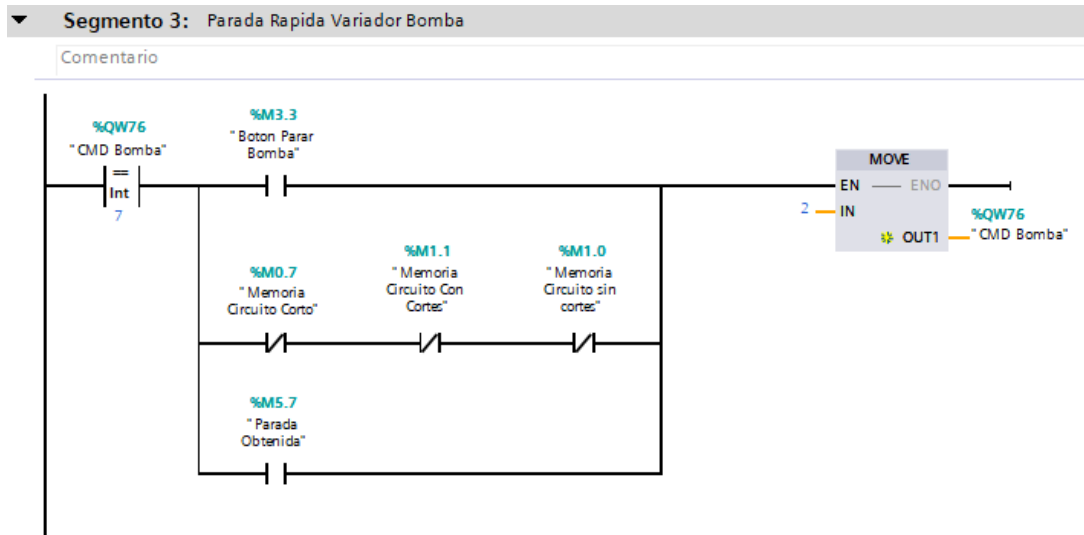 Segmento 3: Parada Rapida Variador Bomba
Comentario
%QW76
"CMD Bomba"
==
Int
7
%M3.3
"Boton Parar
Bomba"
MOVE
EN
ENO
2
IN
OUT1
%QW76
"CMD Bomba"
%M0.7
"Memoria
Circuito Corto"
%M1.1
"Memoria
Circuito Con
Cortes"
%M1.0
"Memoria
Circuito sin
cortes"
%M5.7
"Parada
Obtenida"